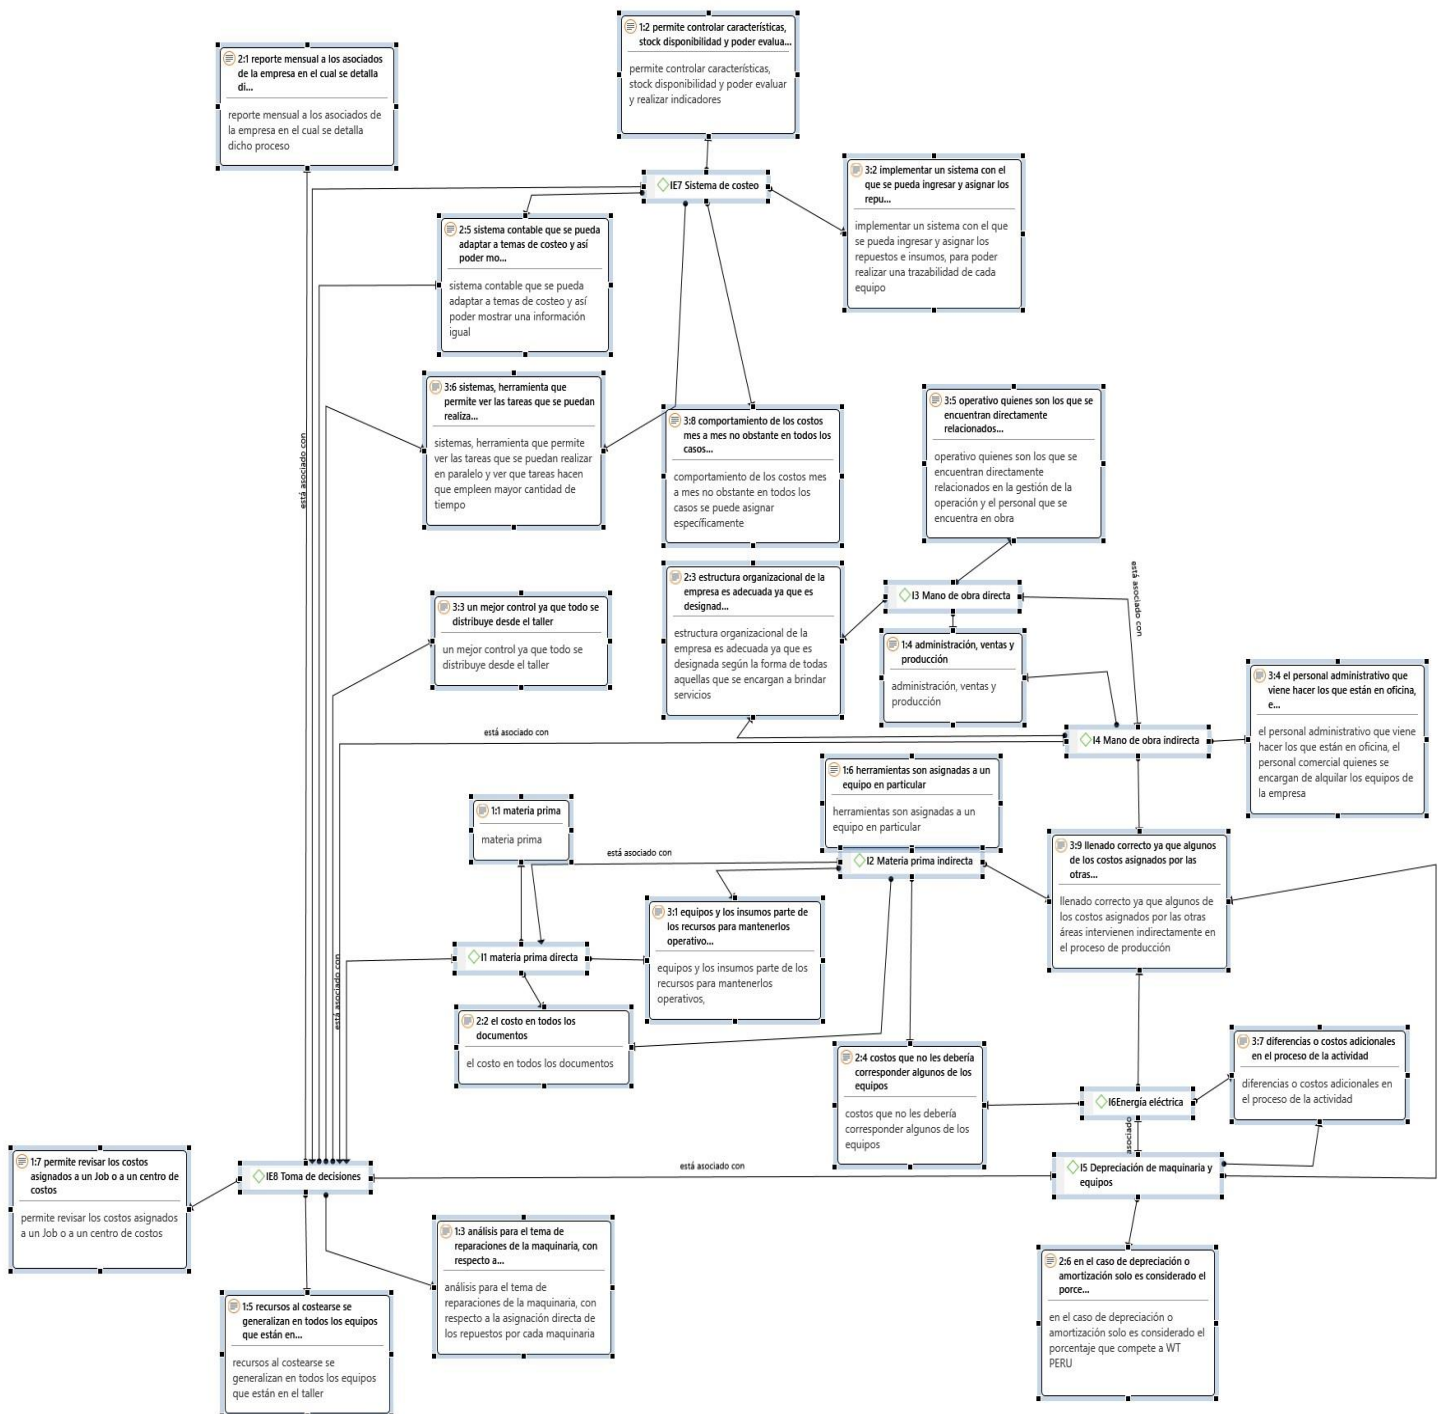 1:2 permite controlar características,
stock disponibilidad y poder evalua...
permite controlar características,
stock disponibilidad y poder evaluar
y realizar indicadores
2:1 reporte mensual a los asociados
de la empresa en el cual se detalla
di...
reporte mensual a los asociados de
la empresa en el cual se detalla
dicho proceso
IE7 Sistema de costeo
3:2 implementar un sistema con el
que se pueda ingresar y asignar los
repu...
implementar un sistema con el que
se pueda ingresar y asignar los
repuestos e insumos, para poder
realizar una trazabilidad de cada
equipo
2:5 sistema contable que se pueda
adaptar a temas de costeo y así
poder mo...
sistema contable que se pueda
adaptar a temas de costeo y así
poder mostrar una información
igual
3:6 sistemas, herramienta que
permite ver las tareas que se puedan
realiza...
sistemas, herramienta que permite
ver las tareas que se puedan realizar
en paralelo y ver que tareas hacen
que empleen mayor cantidad de
tiempo
3:8 comportamiento de los costos
mes a mes no obstante en todos los
casos...
comportamiento de los costos mes
a mes no obstante en todos los
casos se puede asignar
específicamente
3:5 operativo quienes son los que se
encuentran directamente
relacionados...
operativo quienes son los que se
encuentran directamente
relacionados en la gestión de la
operación y el personal que se
encuentra en obra
está asociado con
está asociado con
3:3 un mejor control ya que todo se
distribuye desde el taller
un mejor control ya que todo se
distribuye desde el taller
2:3 estructura organizacional de la
empresa es adecuada ya que es
designad...
estructura organizacional de la
empresa es adecuada ya que es
designada según la forma de todas
aquellas que se encargan a brindar
servicios
I3 Mano de obra directa
1:4 administración, ventas y
producción
administración, ventas y
producción
3:4 el personal administrativo que
viene hacer los que están en oficina,
e...
el personal administrativo que viene
hacer los que están en oficina, el
personal comercial quienes se
encargan de alquilar los equipos de
la empresa
está asociado con
I4 Mano de obra indirecta
1:6 herramientas son asignadas a un
equipo en particular
herramientas son asignadas a un
equipo en particular
1:1 materia prima
materia prima
está asociado con
I2 Materia prima indirecta
3:9 llenado correcto ya que algunos
de los costos asignados por las
otras...
llenado correcto ya que algunos de
los costos asignados por las otras
áreas intervienen indirectamente en
el proceso de producción
3:1 equipos y los insumos parte de
los recursos para mantenerlos
operativo...
equipos y los insumos parte de los
recursos para mantenerlos
operativos,
I1 materia prima directa
está asociado con
2:2 el costo en todos los
documentos
el costo en todos los documentos
2:4 costos que no les debería
corresponder algunos de los
equipos
costos que no les debería
corresponder algunos de los
equipos
3:7 diferencias o costos adicionales
en el proceso de la actividad
diferencias o costos adicionales en
el proceso de la actividad
I6Energía eléctrica
asociado
1:7 permite revisar los costos
asignados a un Job o a un centro de
costos
permite revisar los costos asignados
a un Job o a un centro de costos
IE8 Toma de decisiones
está asociado con
I5 Depreciación de maquinaria y
equipos
1:3 análisis para el tema de
reparaciones de la maquinaria, con
respecto a...
análisis para el tema de
reparaciones de la maquinaria, con
respecto a la asignación directa de
los repuestos por cada maquinaria
1:5 recursos al costearse se
generalizan en todos los equipos
que están en...
recursos al costearse se
generalizan en todos los equipos
que están en el taller
2:6 en el caso de depreciación o
amortización solo es considerado el
porce...
en el caso de depreciación o
amortización solo es considerado el
porcentaje que compete a WT
PERU